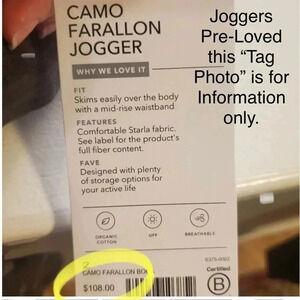 CAMO
FARALLON
JOGGER
WHY WE LOVE IT
FIT
Skims easily over the body
with a mid-rise waistband
FEATURES
Comfortable Starla fabric.
See label for the product's
full fiber content.
FAVE
Designed with plenty
of storage options for
your active life
ORGANIC
COTTON
UPF
BREATHABLE
CAMO FARALLON
$108.00
Certified
B
Joggers
Pre-Loved
this “Tag
Photo” is for
Information
only.